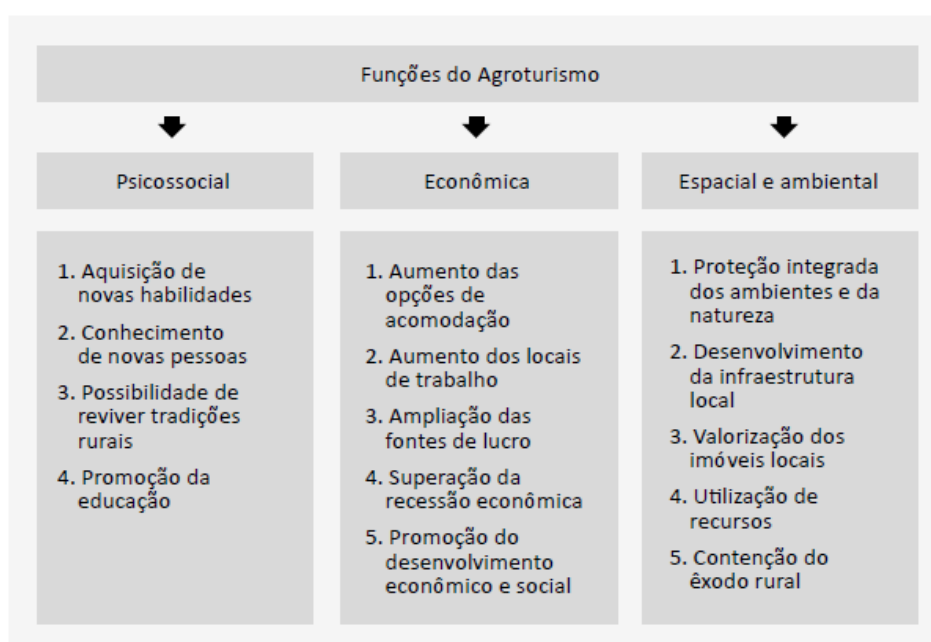 Funções do Agroturismo
Psicossocial
Econômica
Espacial e ambiental
1. Aquisição de
novas habilidades
2. Conhecimento
de novas pessoas
3. Possibilidade de
reviver tradições
rurais
4. Promoção da
educação
1. Aumento das
opções de
acomodação
2. Aumento dos locais
de trabalho
3. Ampliação das
fontes de lucro
4. Superação da
recessão econômica
5. Promoção do
desenvolvimento
econômico e social
1. Proteção integrada
dos ambientes e da
natureza
2. Desenvolvimento
da infraestrutura
local
3. Valorização dos
imóveis locais
4. Utilização de
recursos
5. Contenção do
êxodo rural